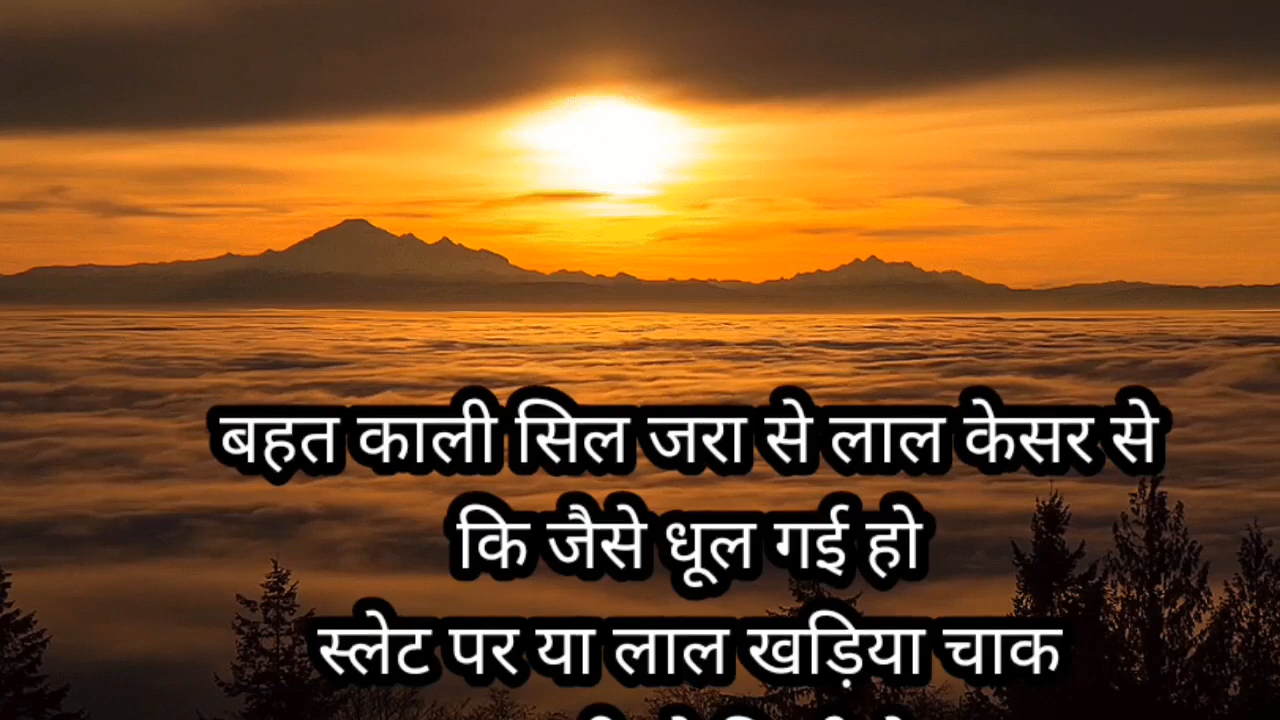 बहत काली सिल जरा से लाल केसर से
कि जैसे धूल गई हो
स्लेट पर या लाल खड़िया चाक